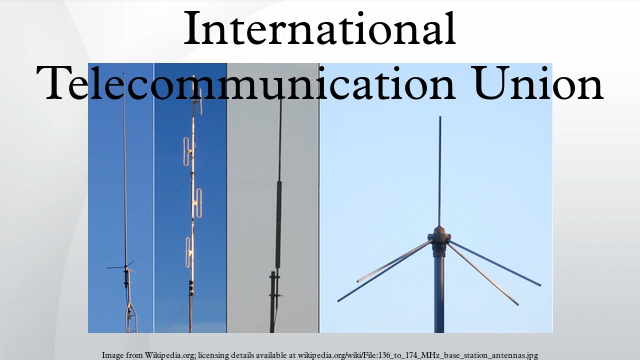 International
Telecommunication Union
Image from Wikipedia.org; licensing details available at wikipedia.org/wiki/File:136_to_174_MHz_base_station_antennas.jpg